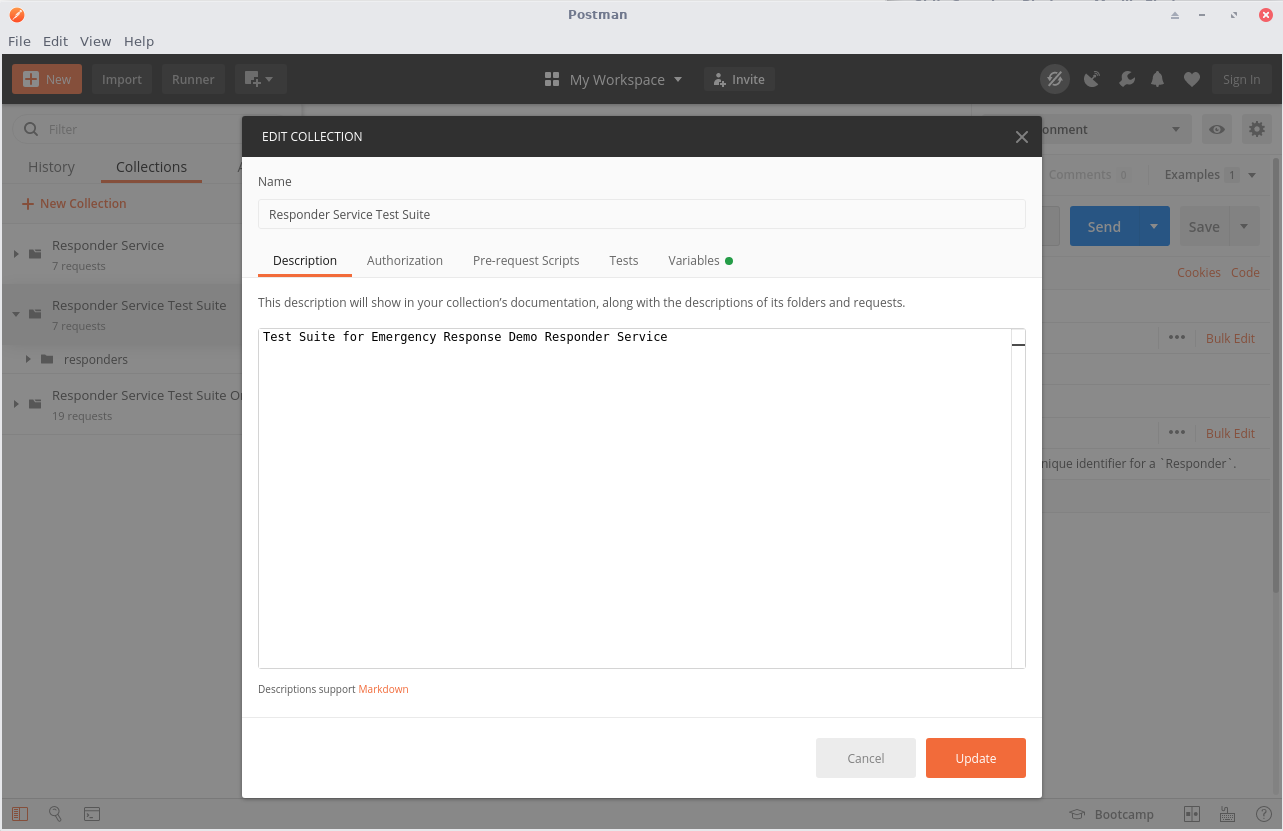 Postman
File Edit View Help
New Import Runner My Workspace Invite Sign In
Filter
onment
History Collections
Comments 0 Examples 1
New Collection
Send Save
Cookies Code
Responder Service
7 requests
Responder Service Test Suite
7 requests
responders
Responder Service Test Suite
19 requests
Bulk Edit
Bulk Edit
nique identifier for a `Responder`.
EDIT COLLECTION
Name
Responder Service Test Suite
Description Authorization Pre-request Scripts Tests Variables
This description will show in your collection’s documentation, along with the descriptions of its folders and requests.
Test Suite for Emergency Response Demo Responder Service
Descriptions support Markdown
Cancel Update
Bootcamp